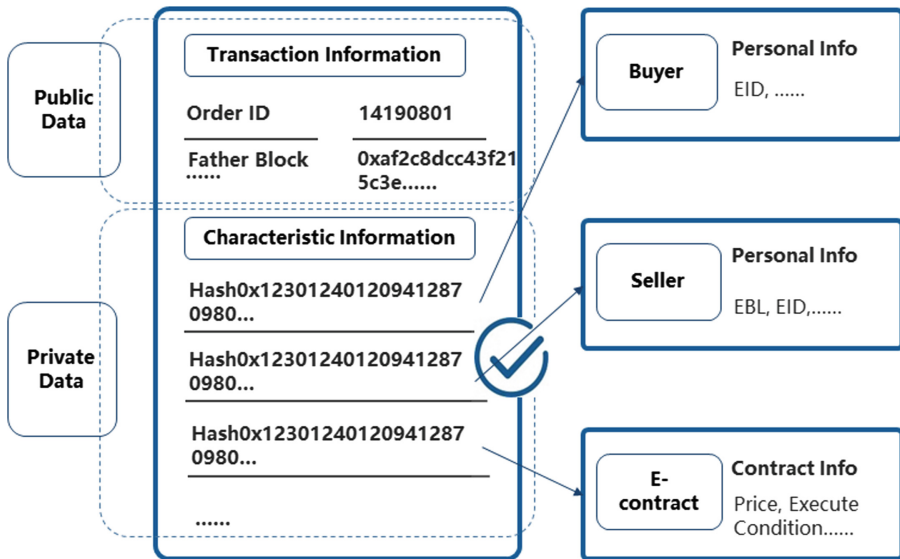 Public
Data
Transaction Information
Order ID 14190801
Father Block 0xaf2c8dcc43f21
...... 5c3e......
Private
Data
Characteristic Information
Hash0x12301240120941287
0980...
Hash0x12301240120941287
0980...
Hash0x12301240120941287
0980...
......
Buyer
Personal Info
EID, ......
Seller
Personal Info
EBL, EID,......
E-
contract
Contract Info
Price, Execute
Condition......